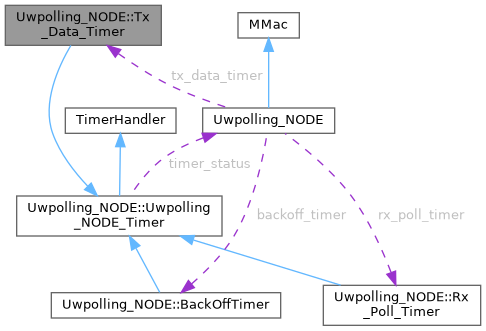 Uwpolling_NODE::Tx
_Data_Timer
MMac
tx_data_timer
TimerHandler
Uwpolling_NODE
timer_status
Uwpolling_NODE::Uwpolling
_NODE_Timer
backoff_timer
rx_poll_timer
Uwpolling_NODE::BackOffTimer
Uwpolling_NODE::Rx
_Poll_Timer